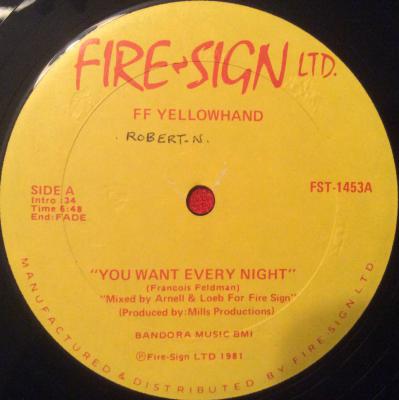 FIRE-SIGN LTD.
FF YELLOWHAND
ROBERT.N.
SIDE A
Intro :34
Time 6:48
End: FADE
FST-1453A
"YOU WANT EVERY NIGHT"
(Francois Feldman)
"Mixed by Arnell & Loeb For Fire Sign"
(Produced by: Mills Productions)
BANDORA MUSIC BMI
℗Fire-Sign LTD 1981
MANUFACTURED & DISTRIBUTED BY FIRE-SIGN LTD.